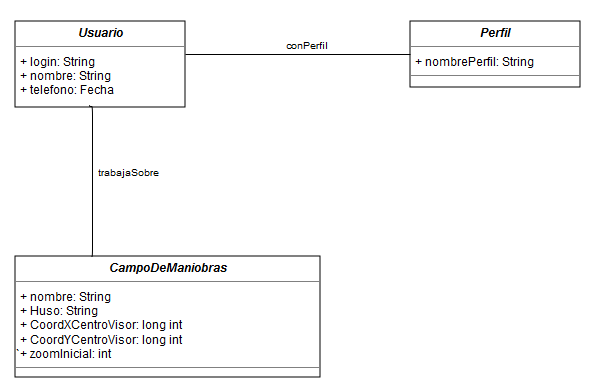 Usuario
+ login: String
+ nombre: String
+ telefono: Fecha
conPerfil
Perfil
+ nombrePerfil: String
trabajaSobre
CampoDeManiobras
+ nombre: String
+ Huso: String
+ CoordXCentroVisor: long int
+ CoordYCentroVisor: long int
`+ zoomInicial: int